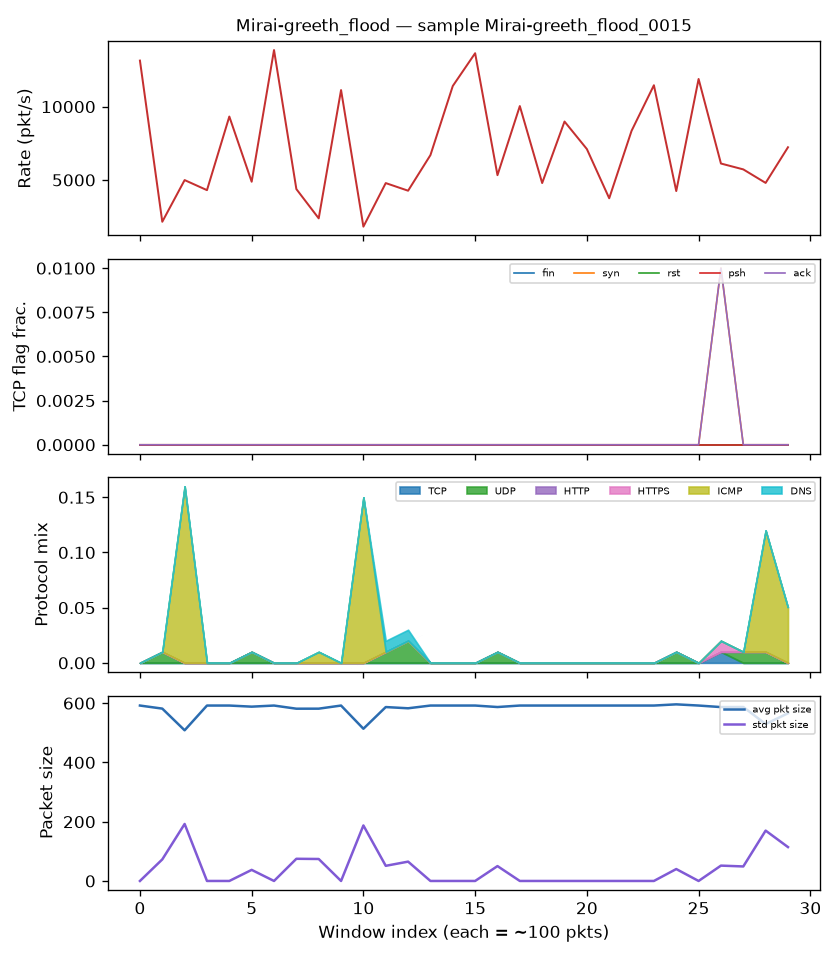 Mirai-greeth_flood — sample Mirai-greeth_flood_0015
Rate (pkt/s)
10000
5000
TCP flag frac.
0.0100
0.0075
0.0050
0.0025
0.0000
fin syn rst psh ack
Protocol mix
0.15
0.10
0.05
0.00
TCP UDP HTTP HTTPS ICMP DNS
Packet size
600
400
200
0
avg pkt size
std pkt size
0 5 10 15 20 25 30
Window index (each = ~100 pkts)